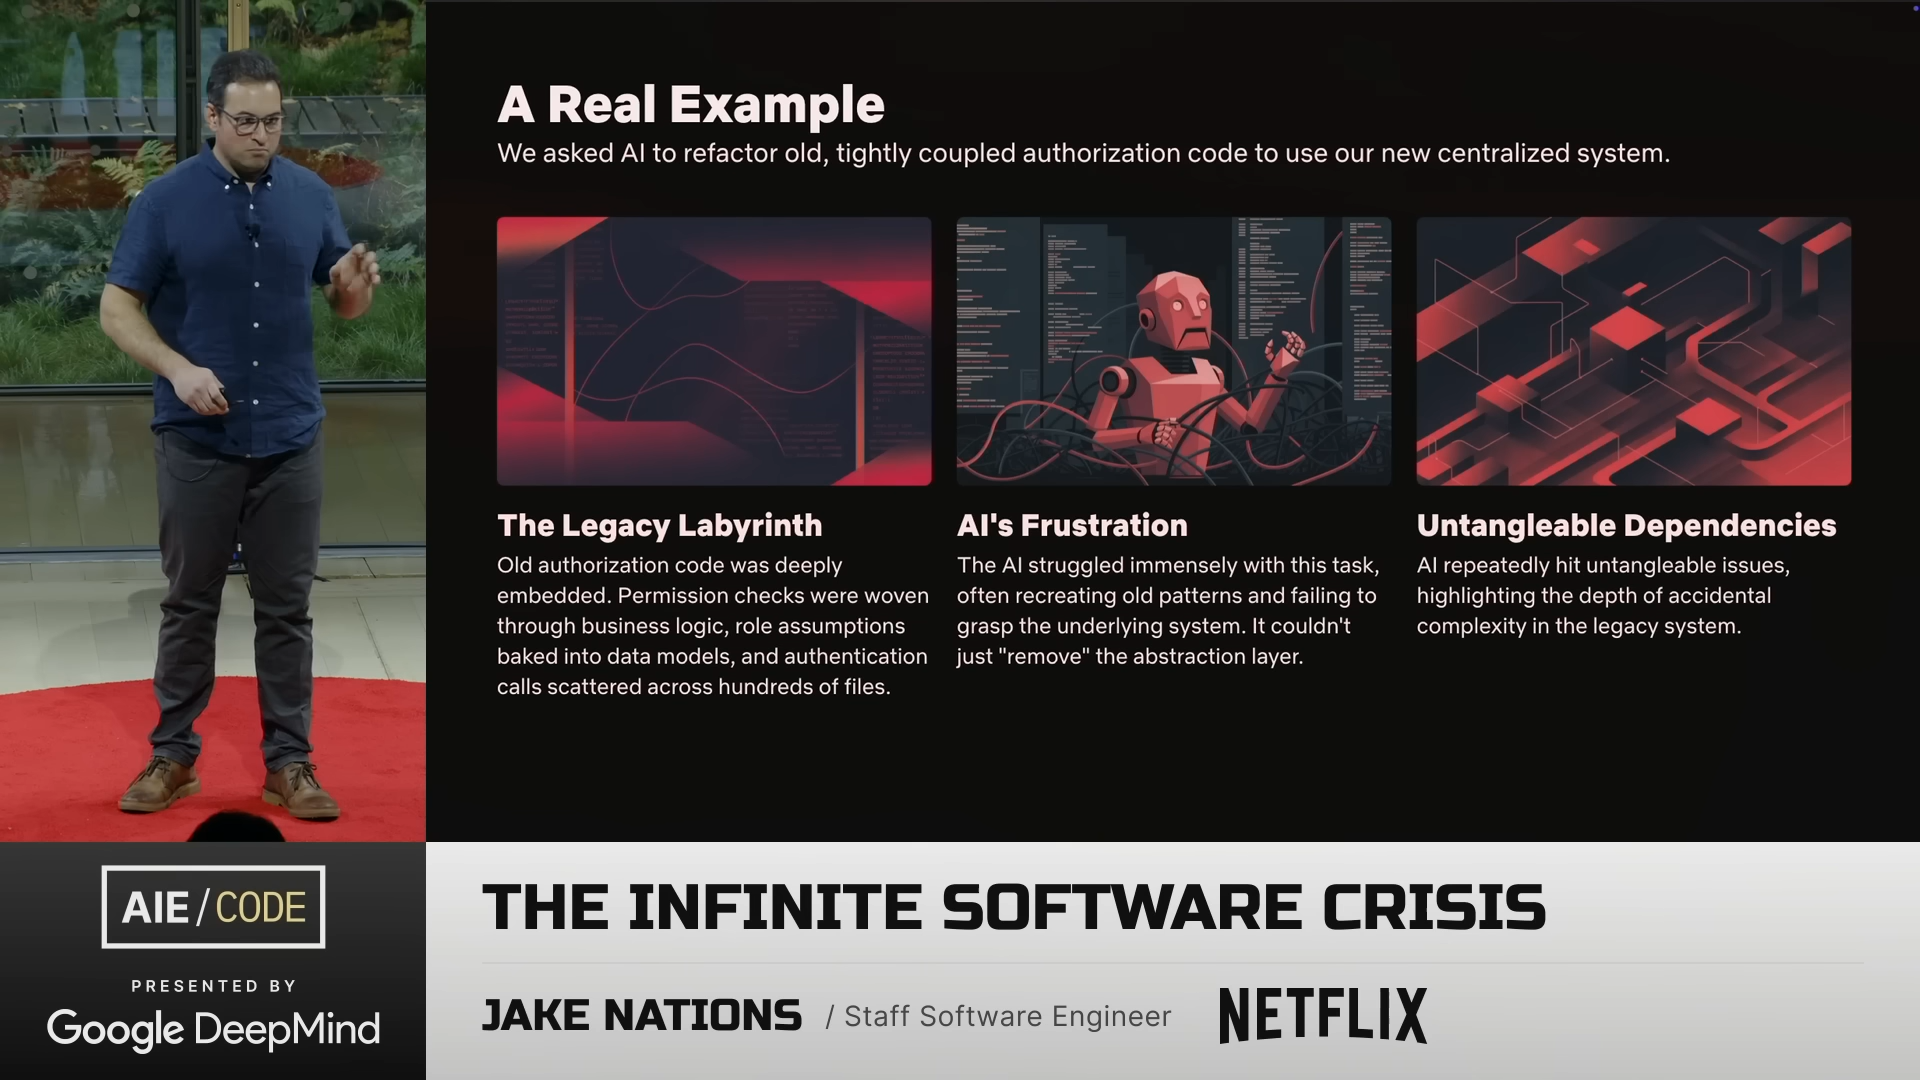 A Real Example
We asked AI to refactor old, tightly coupled authorization code to use our new centralized system.
The Legacy Labyrinth
Old authorization code was deeply
embedded. Permission checks were woven
through business logic, role assumptions
baked into data models, and authentication
calls scattered across hundreds of files.
AI's Frustration
The AI struggled immensely with this task,
often recreating old patterns and failing to
grasp the underlying system. It couldn't
just "remove" the abstraction layer.
Untangleable Dependencies
AI repeatedly hit untangleable issues,
highlighting the depth of accidental
complexity in the legacy system.
AIE/CODE
PRESENTED BY
Google DeepMind
THE INFINITE SOFTWARE CRISIS
JAKE NATIONS / Staff Software Engineer NETFLIX